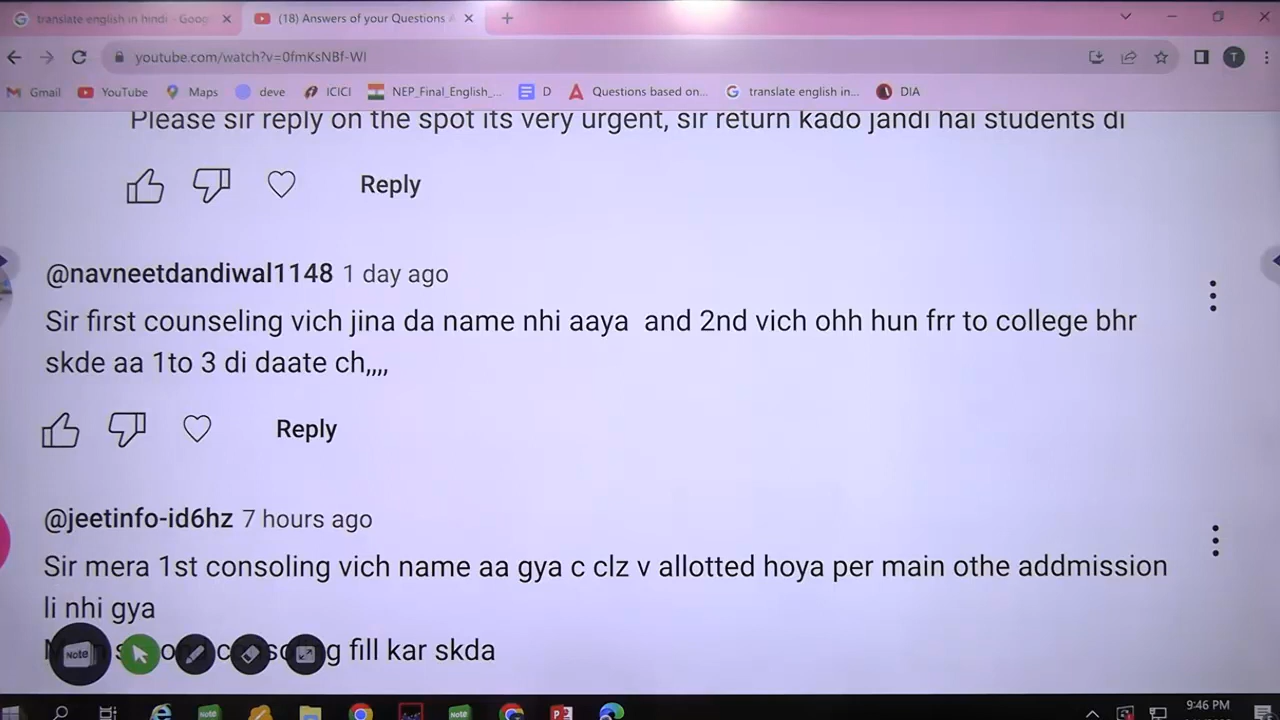 translate english in hindi - Goog
(18) Answers of your Questions
youtube.com/watch?v=0fmKsNBf-WI
T
Gmail
YouTube
Maps
deve
ICICI
NEP_Final_English_...
D
Questions based on...
translate english in...
DIA
Please sir reply on the spot its very urgent, sir return kado jandi hai students di
Reply
@navneetdandiwal1148 1 day ago
Sir first counseling vich jina da name nhi aaya and 2nd vich ohh hun frr to college bhr
skde aa 1to 3 di daate ch,,,,
Reply
@jeetinfo-id6hz 7 hours ago
Sir mera 1st consoling vich name aa gya c clz v allotted hoya per main othe addmission
li nhi gya
fill kar skda
Note
Note
Note
9:46 PM